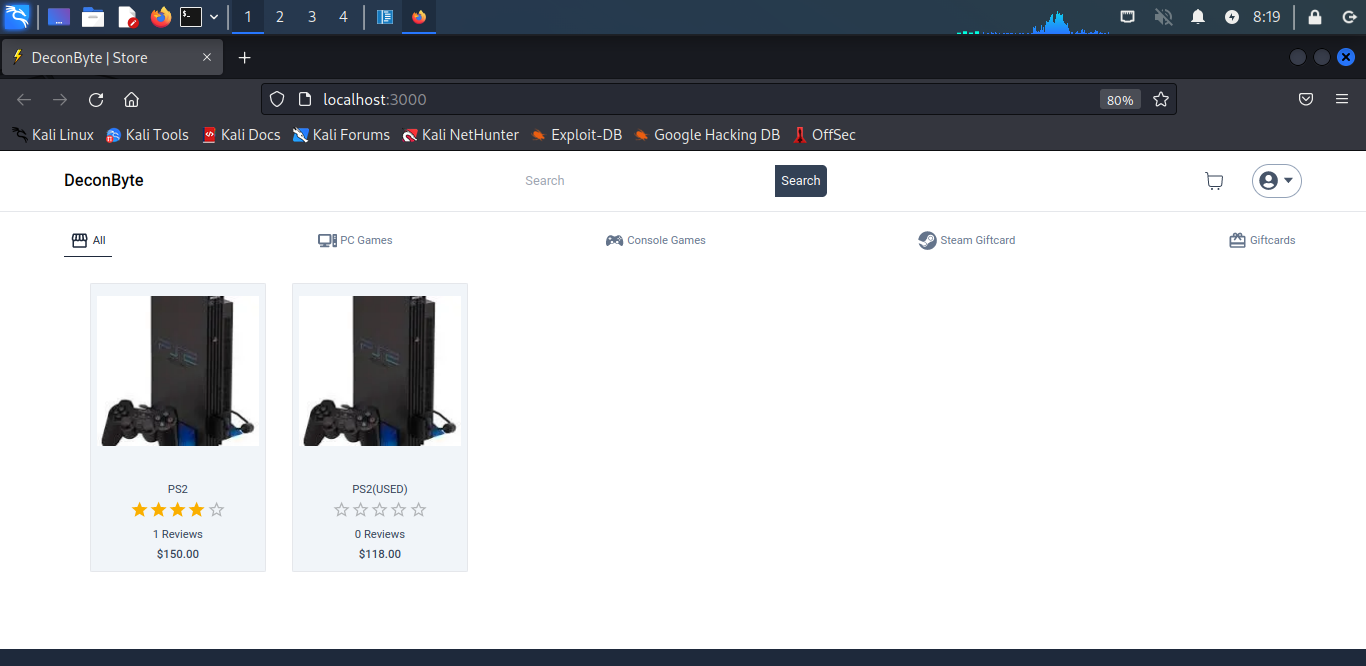 1 2 3 4 8:19
DeconByte | Store
localhost:3000 80%
Kali Linux Kali Tools Kali Docs Kali Forums Kali NetHunter Exploit-DB Google Hacking DB OffSec
DeconByte Search Search
All PC Games Console Games Steam Giftcard Giftcards
PS2
1 Reviews
$150.00
PS2(USED)
0 Reviews
$118.00